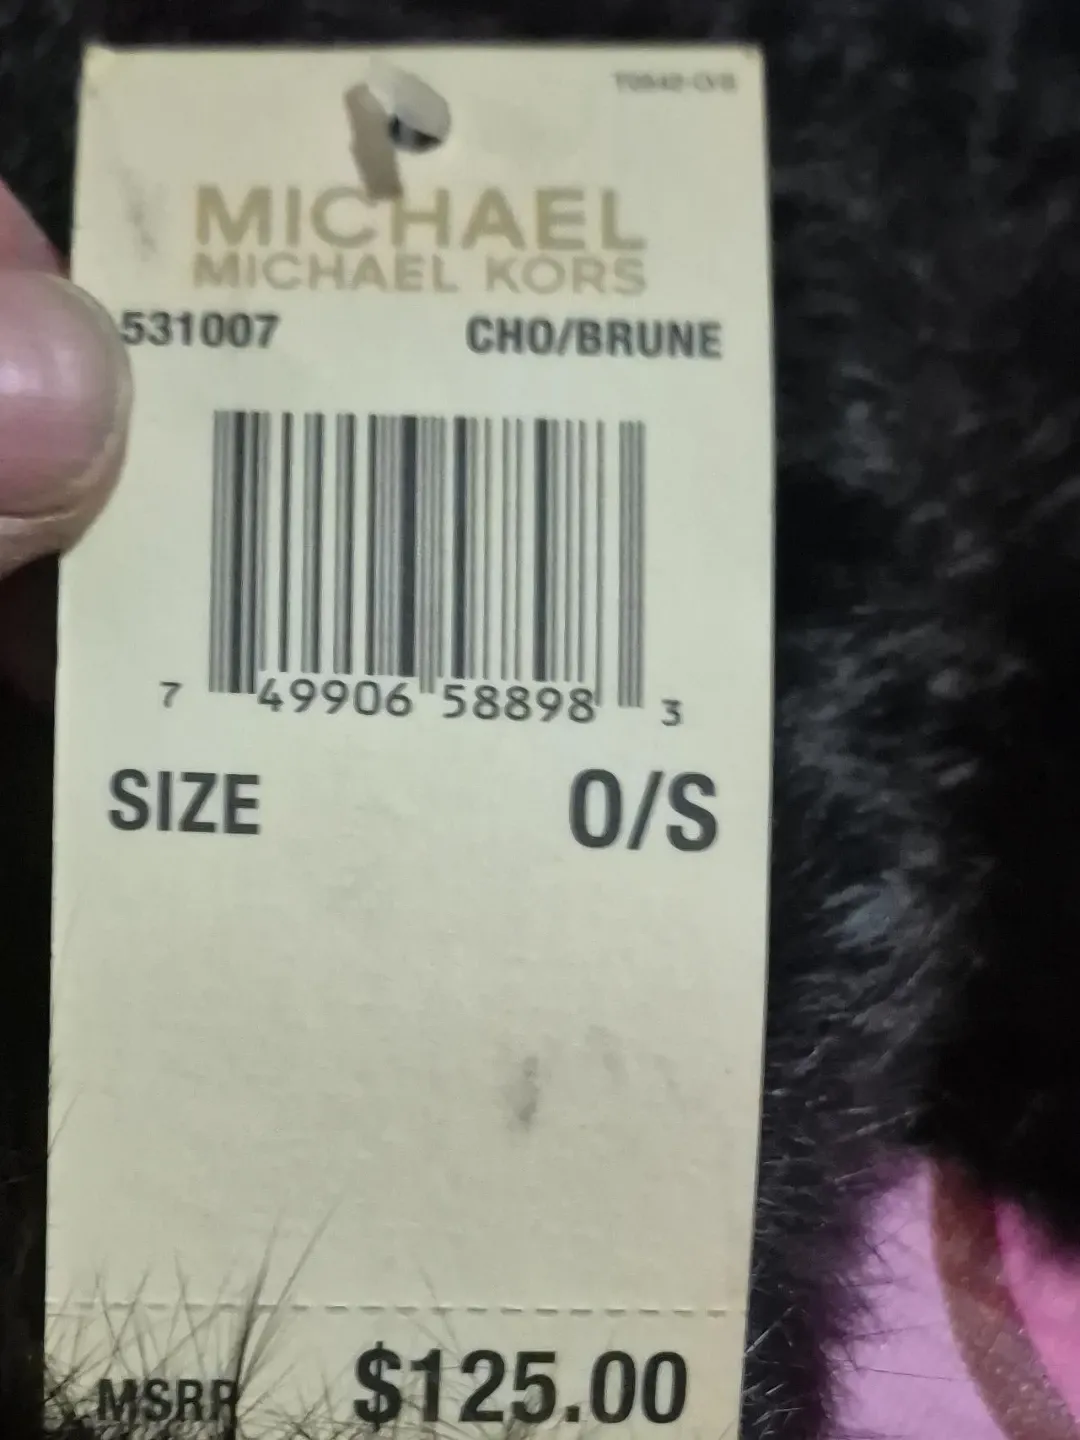 MICHAEL
MICHAEL KORS
531007 CHO/BRUNE
7 49906 58898 3
SIZE O/S
MSRP $125.00